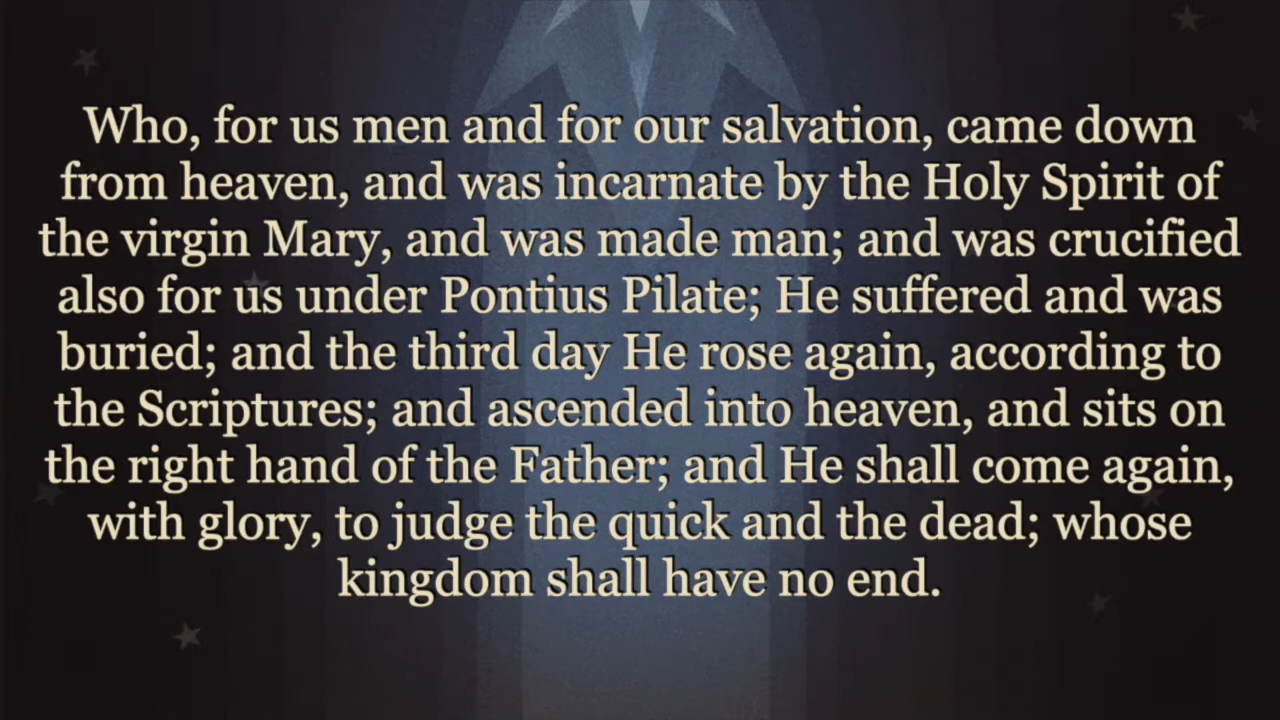 Who, for us men and for our salvation, came down
from heaven, and was incarnate by the Holy Spirit of
the virgin Mary, and was made man; and was crucified
also for us under Pontius Pilate; He suffered and was
buried; and the third day He rose again, according to
the Scriptures; and ascended into heaven, and sits on
the right hand of the Father; and He shall come again,
with glory, to judge the quick and the dead; whose
kingdom shall have no end.